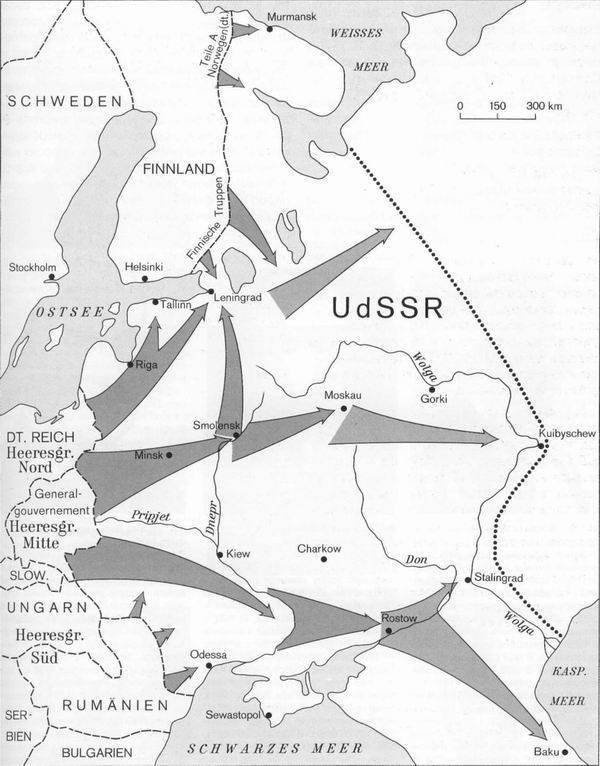 Murmansk
WEISSES
MEER
Teile A.
Norwegen(dt.)
SCHWEDEN
0 150 300 km
FINNLAND
Finnische Truppen
Stockholm
Helsinki
Leningrad
Tallinn
OSTSEE
UdSSR
Riga
Wolga
Moskau
Gorki
Smolensk
Kuibyschew
DT. REICH
Heeresgr.
Nord
Minsk
General-
gouvernement
Heeresgr.
Mitte
Pripjet
Dnepr
Kiew
Charkow
Don
Stalingrad
SLOW.
UNGARN
Heeresgr.
Süd
Rostow
Wolga
Odessa
KASP.
MEER
RUMÄNIEN
SER-
BIEN
Sewastopol
BULGARIEN
SCHWARZES MEER
Baku